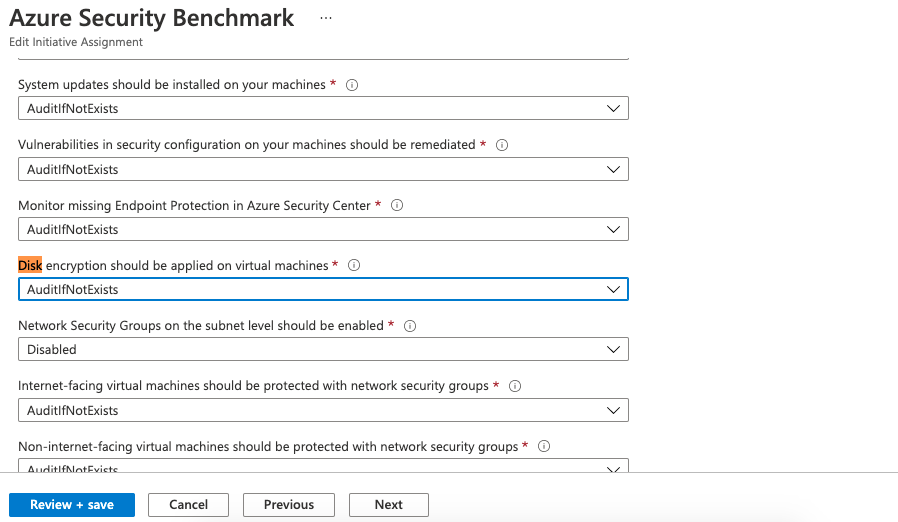 Azure Security Benchmark ...
Edit Initiative Assignment
System updates should be installed on your machines *
AuditIfNotExists
Vulnerabilities in security configuration on your machines should be remediated *
AuditIfNotExists
Monitor missing Endpoint Protection in Azure Security Center *
AuditIfNotExists
Disk encryption should be applied on virtual machines *
AuditIfNotExists
Network Security Groups on the subnet level should be enabled *
Disabled
Internet-facing virtual machines should be protected with network security groups *
AuditIfNotExists
Non-internet-facing virtual machines should be protected with network security groups *
AuditIfNotExists
Review + save Cancel Previous Next